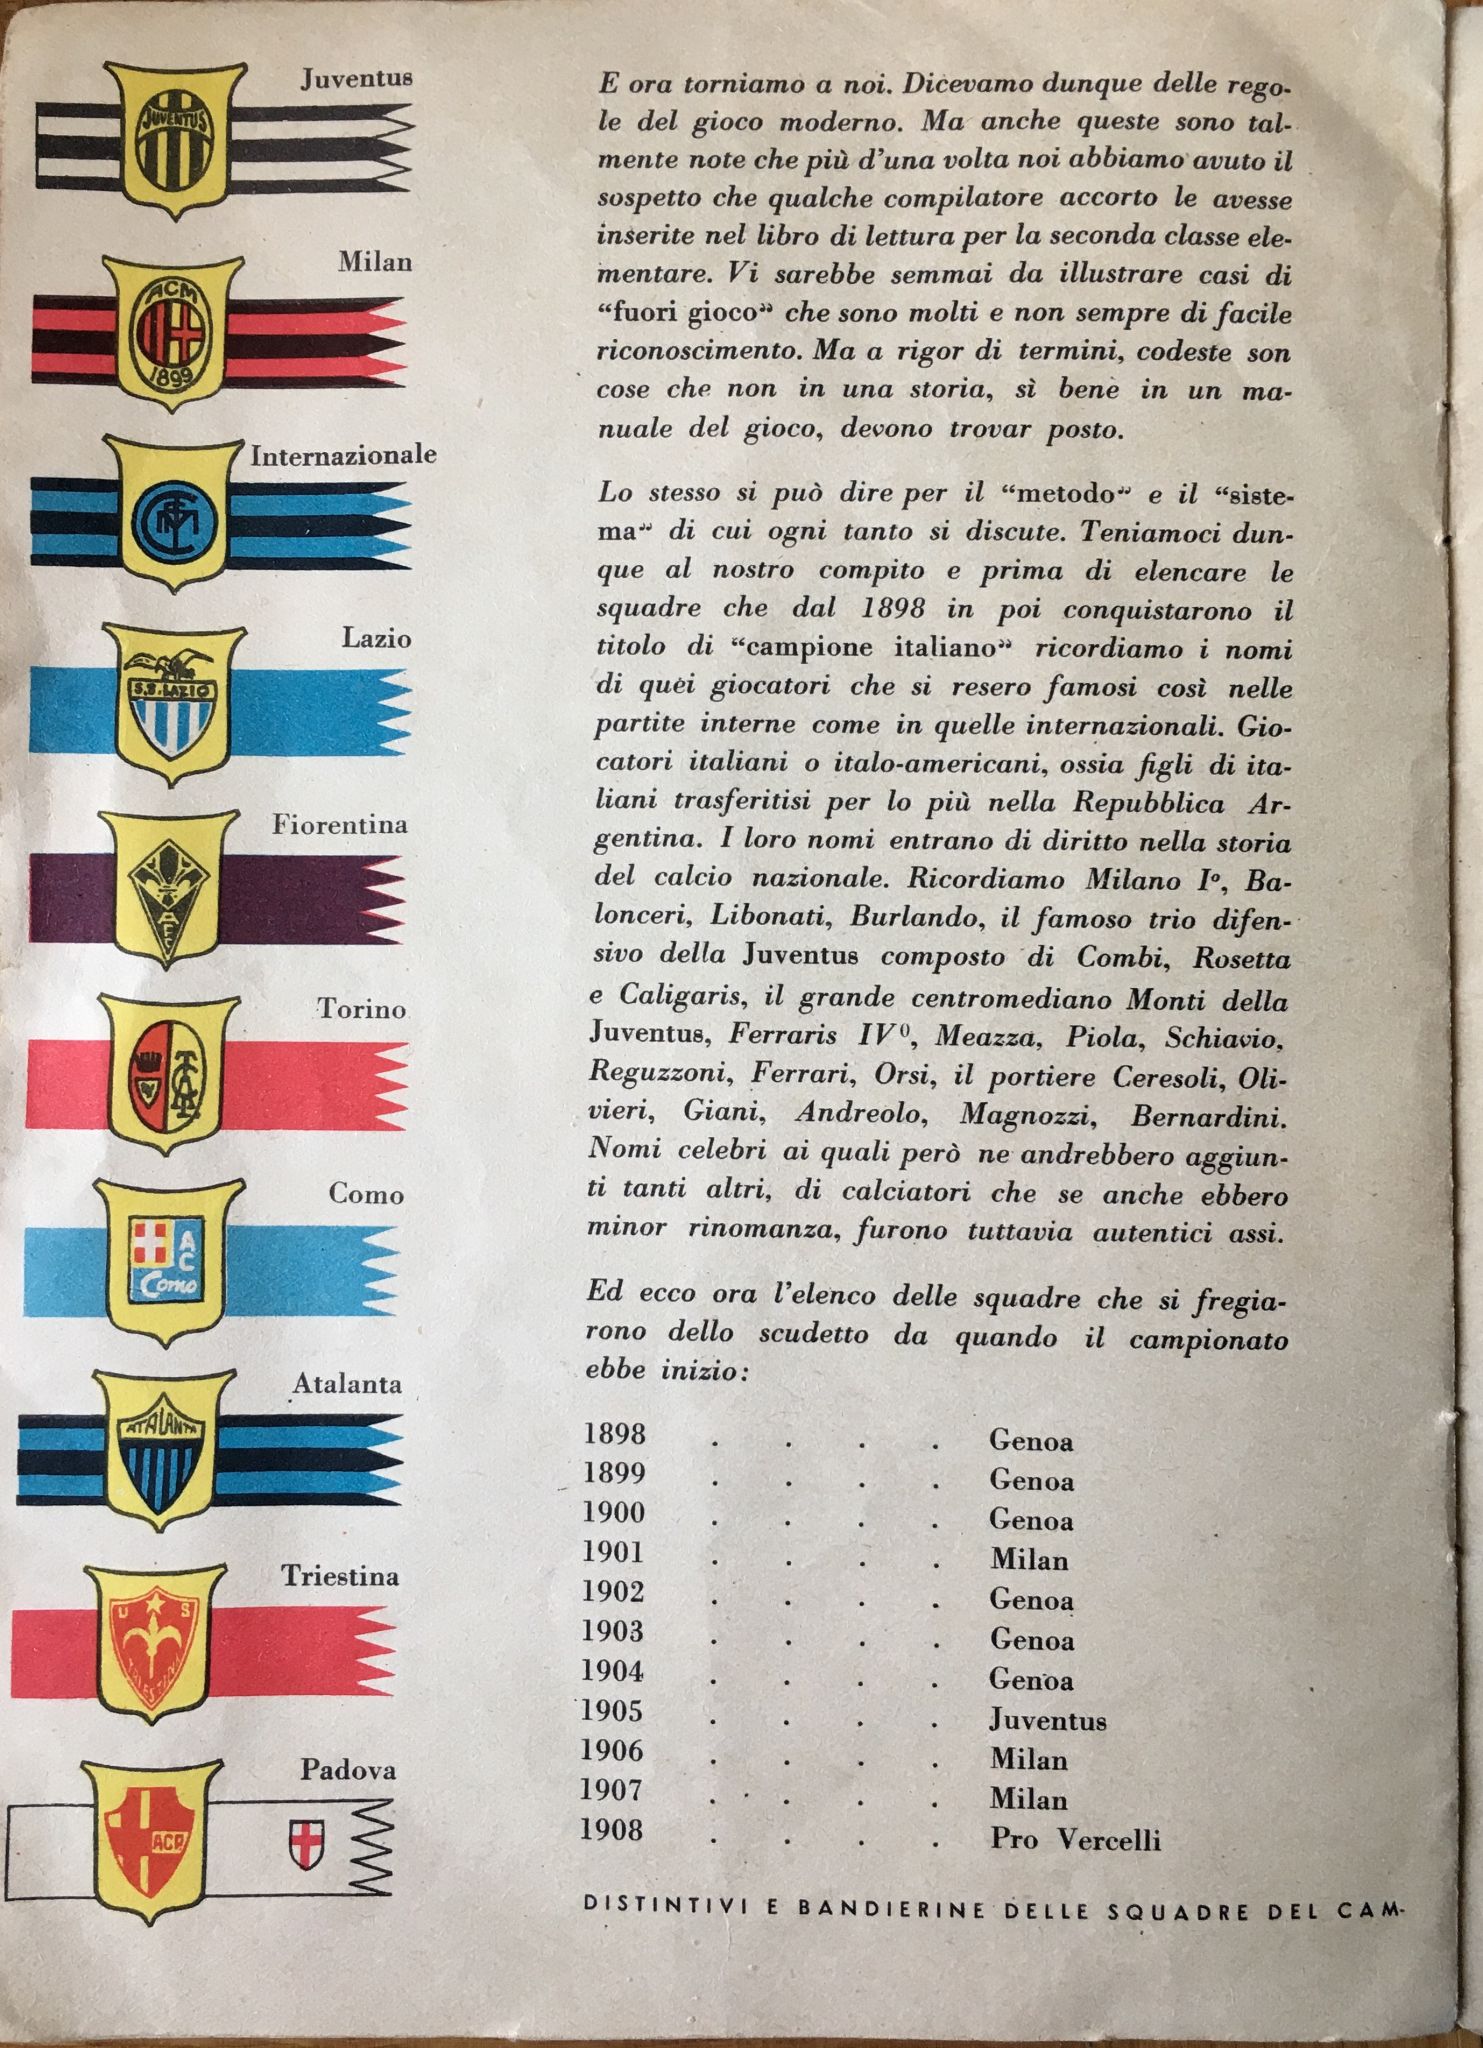 Juventus
JUVENTUS
Milan
ACM
1899
Internazionale
Lazio
S.S. LAZIO
Fiorentina
AFC
Torino
Como
A
C
Como
Atalanta
ATALANTA
Triestina
U S
TRIESTINA
Padova
ACP
E ora torniamo a noi. Dicevamo dunque delle rego-
le del gioco moderno. Ma anche queste sono tal-
mente note che più d'una volta noi abbiamo avuto il
sospetto che qualche compilatore accorto le avesse
inserite nel libro di lettura per la seconda classe ele-
mentare. Vi sarebbe semmai da illustrare casi di
“fuori gioco” che sono molti e non sempre di facile
riconoscimento. Ma a rigor di termini, codeste son
cose che non in una storia, sì bene in un ma-
nuale del gioco, devono trovar posto.
Lo stesso si può dire per il “metodo” e il “siste-
ma” di cui ogni tanto si discute. Teniamoci dun-
que al nostro compito e prima di elencare le
squadre che dal 1898 in poi conquistarono il
titolo di “campione italiano” ricordiamo i nomi
di quei giocatori che si resero famosi così nelle
partite interne come in quelle internazionali. Gio-
catori italiani o italo-americani, ossia figli di ita-
liani trasferitisi per lo più nella Repubblica Ar-
gentina. I loro nomi entrano di diritto nella storia
del calcio nazionale. Ricordiamo Milano Iº, Ba-
lonceri, Libonati, Burlando, il famoso trio difen-
sivo della Juventus composto di Combi, Rosetta
e Caligaris, il grande centromediano Monti della
Juventus, Ferraris IVº, Meazza, Piola, Schiavio,
Reguzzoni, Ferrari, Orsi, il portiere Ceresoli, Oli-
vieri, Giani, Andreolo, Magnozzi, Bernardini.
Nomi celebri ai quali però ne andrebbero aggiun-
ti tanti altri, di calciatori che se anche ebbero
minor rinomanza, furono tuttavia autentici assi.
Ed ecco ora l'elenco delle squadre che si fregia-
rono dello scudetto da quando il campionato
ebbe inizio:
1898 . . . . Genoa
1899 . . . . Genoa
1900 . . . . Genoa
1901 . . . . Milan
1902 . . . . Genoa
1903 . . . . Genoa
1904 . . . . Genoa
1905 . . . . Juventus
1906 . . . . Milan
1907 . . . . Milan
1908 . . . . Pro Vercelli
DISTINTIVI E BANDIERINE DELLE SQUADRE DEL CAM-